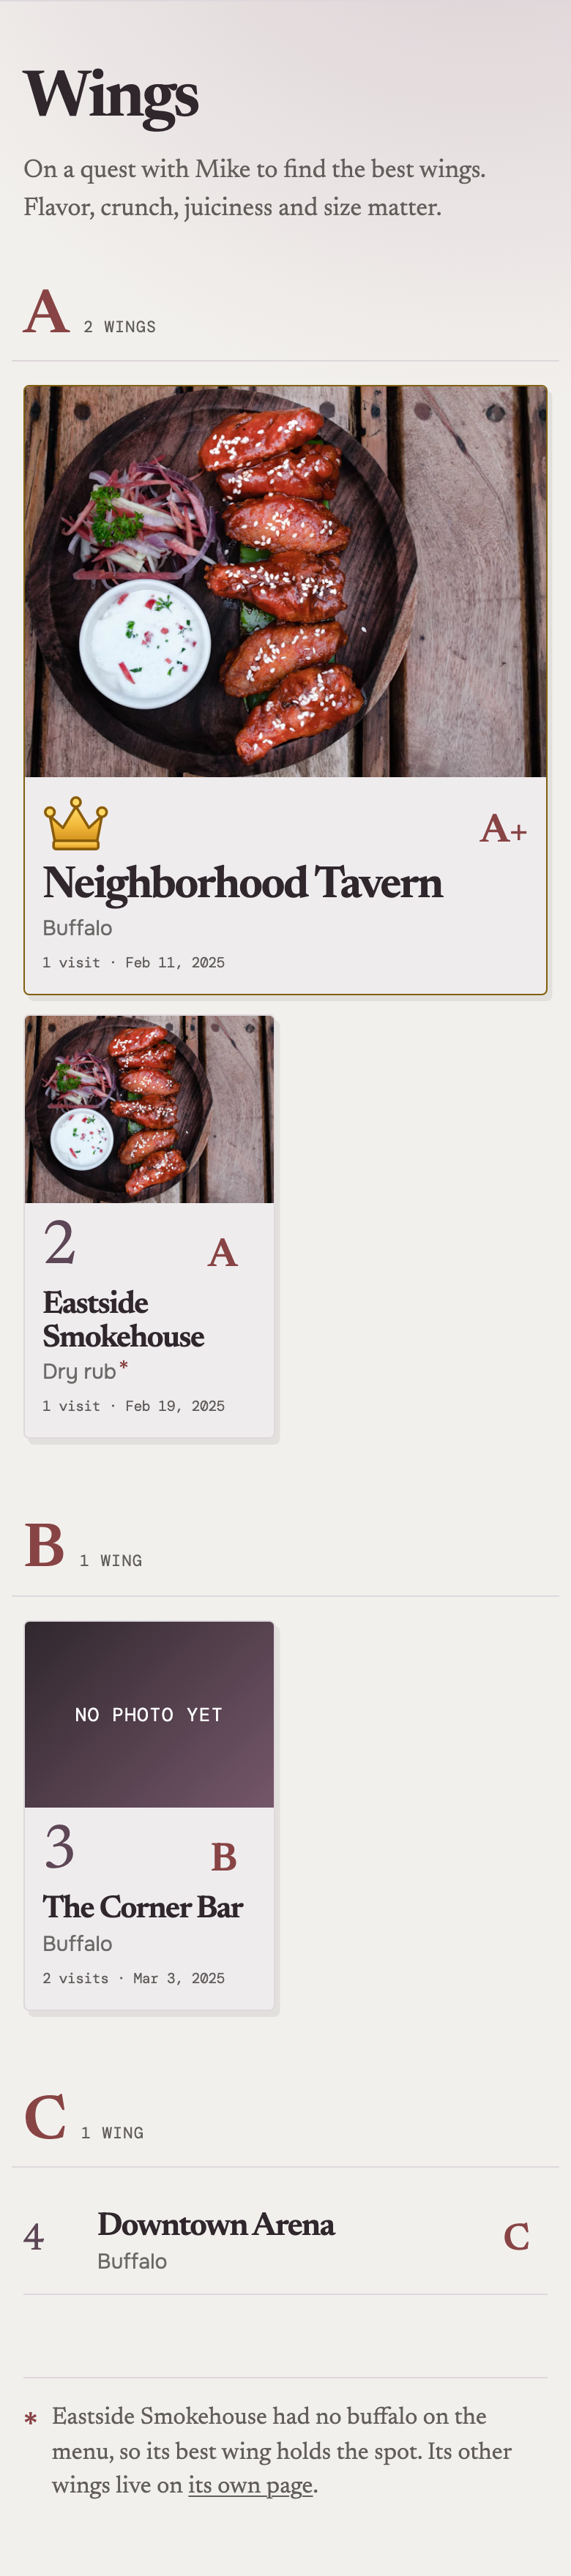 Wings
On a quest with Mike to find the best wings.
Flavor, crunch, juiciness and size matter.
A 2 WINGS
A+
Neighborhood Tavern
Buffalo
1 visit · Feb 11, 2025
2 A
Eastside
Smokehouse
Dry rub*
1 visit · Feb 19, 2025
B 1 WING
NO PHOTO YET
3 B
The Corner Bar
Buffalo
2 visits · Mar 3, 2025
C 1 WING
4 Downtown Arena C
Buffalo
* Eastside Smokehouse had no buffalo on the
menu, so its best wing holds the spot. Its other
wings live on its own page.